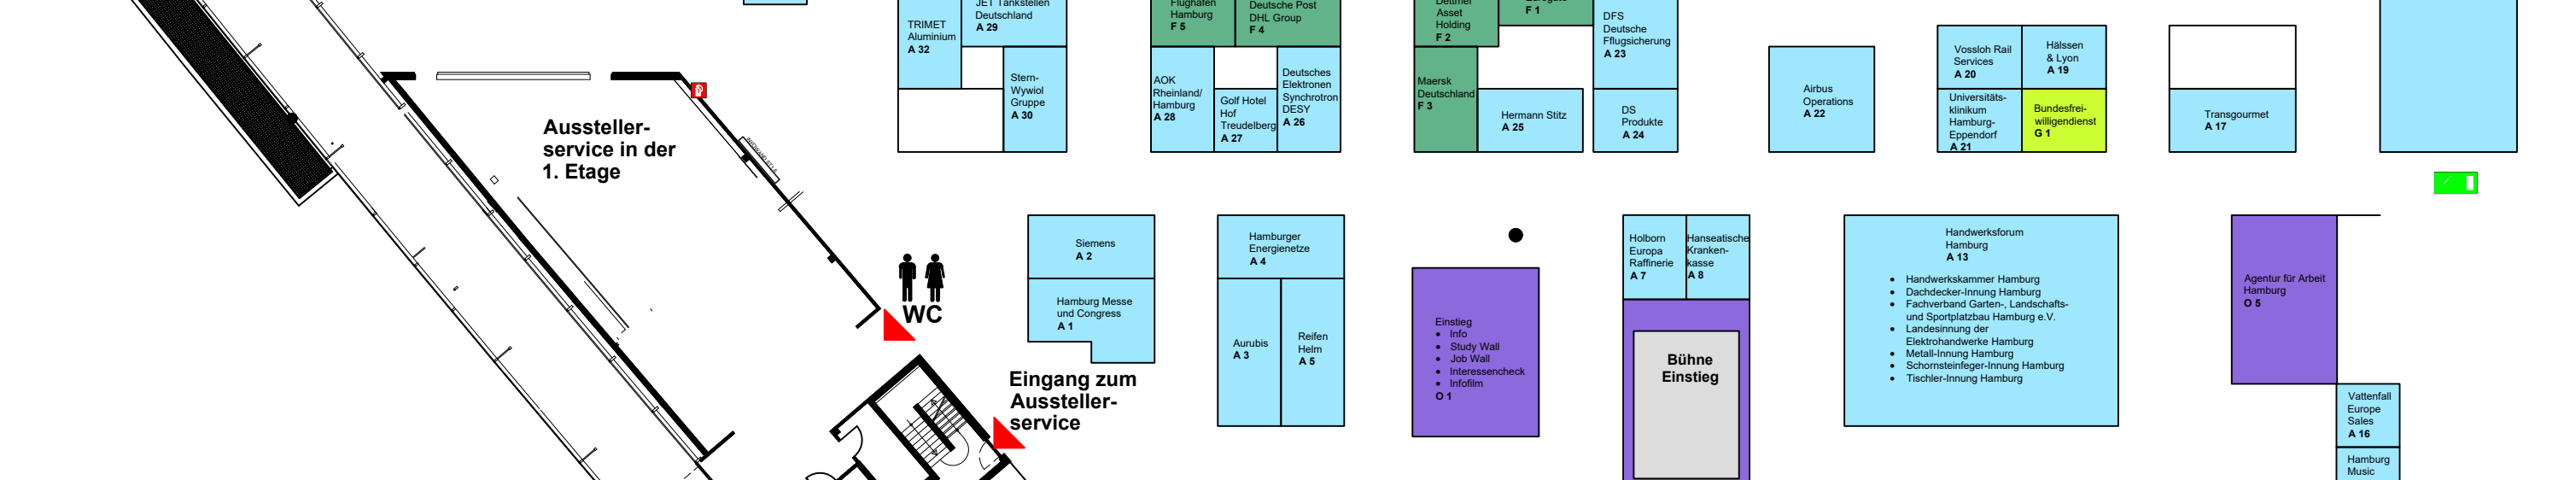 JET Tankstellen
Deutschland
A 29
TRIMET
Aluminium
A 32
Stern-
Wywiol
Gruppe
A 30
Flughafen
Hamburg
F 5
Deutsche Post
DHL Group
F 4
AOK
Rheinland/
Hamburg
A 28
Golf Hotel
Hof
Treudelberg
A 27
Deutsches
Elektronen
Synchrotron
DESY
A 26
Dettmer
Asset
Holding
F 2
F 1
Maersk
Deutschland
F 3
Hermann Stitz
A 25
DFS
Deutsche
Fflugsicherung
A 23
DS
Produkte
A 24
Airbus
Operations
A 22
Vossloh Rail
Services
A 20
Hälssen
& Lyon
A 19
Universitäts-
klinikum
Hamburg-
Eppendorf
A 21
Bundesfrei-
willigendienst
G 1
Transgourmet
A 17
Aussteller-
service in der
1. Etage
WC
Eingang zum
Aussteller-
service
Siemens
A 2
Hamburg Messe
und Congress
A 1
Hamburger
Energienetze
A 4
Aurubis
A 3
Reifen
Helm
A 5
Einstieg
• Info
• Study Wall
• Job Wall
• Interessencheck
• Infofilm
O 1
Holborn
Europa
Raffinerie
A 7
Hanseatische
Kranken-
kasse
A 8
Bühne
Einstieg
Handwerksforum
Hamburg
A 13
• Handwerkskammer Hamburg
• Dachdecker-Innung Hamburg
• Fachverband Garten-, Landschafts-
und Sportplatzbau Hamburg e.V.
• Landesinnung der
Elektrohandwerke Hamburg
• Metall-Innung Hamburg
• Schornsteinfeger-Innung Hamburg
• Tischler-Innung Hamburg
Agentur für Arbeit
Hamburg
O 5
Vattenfall
Europe
Sales
A 16
Hamburg
Music